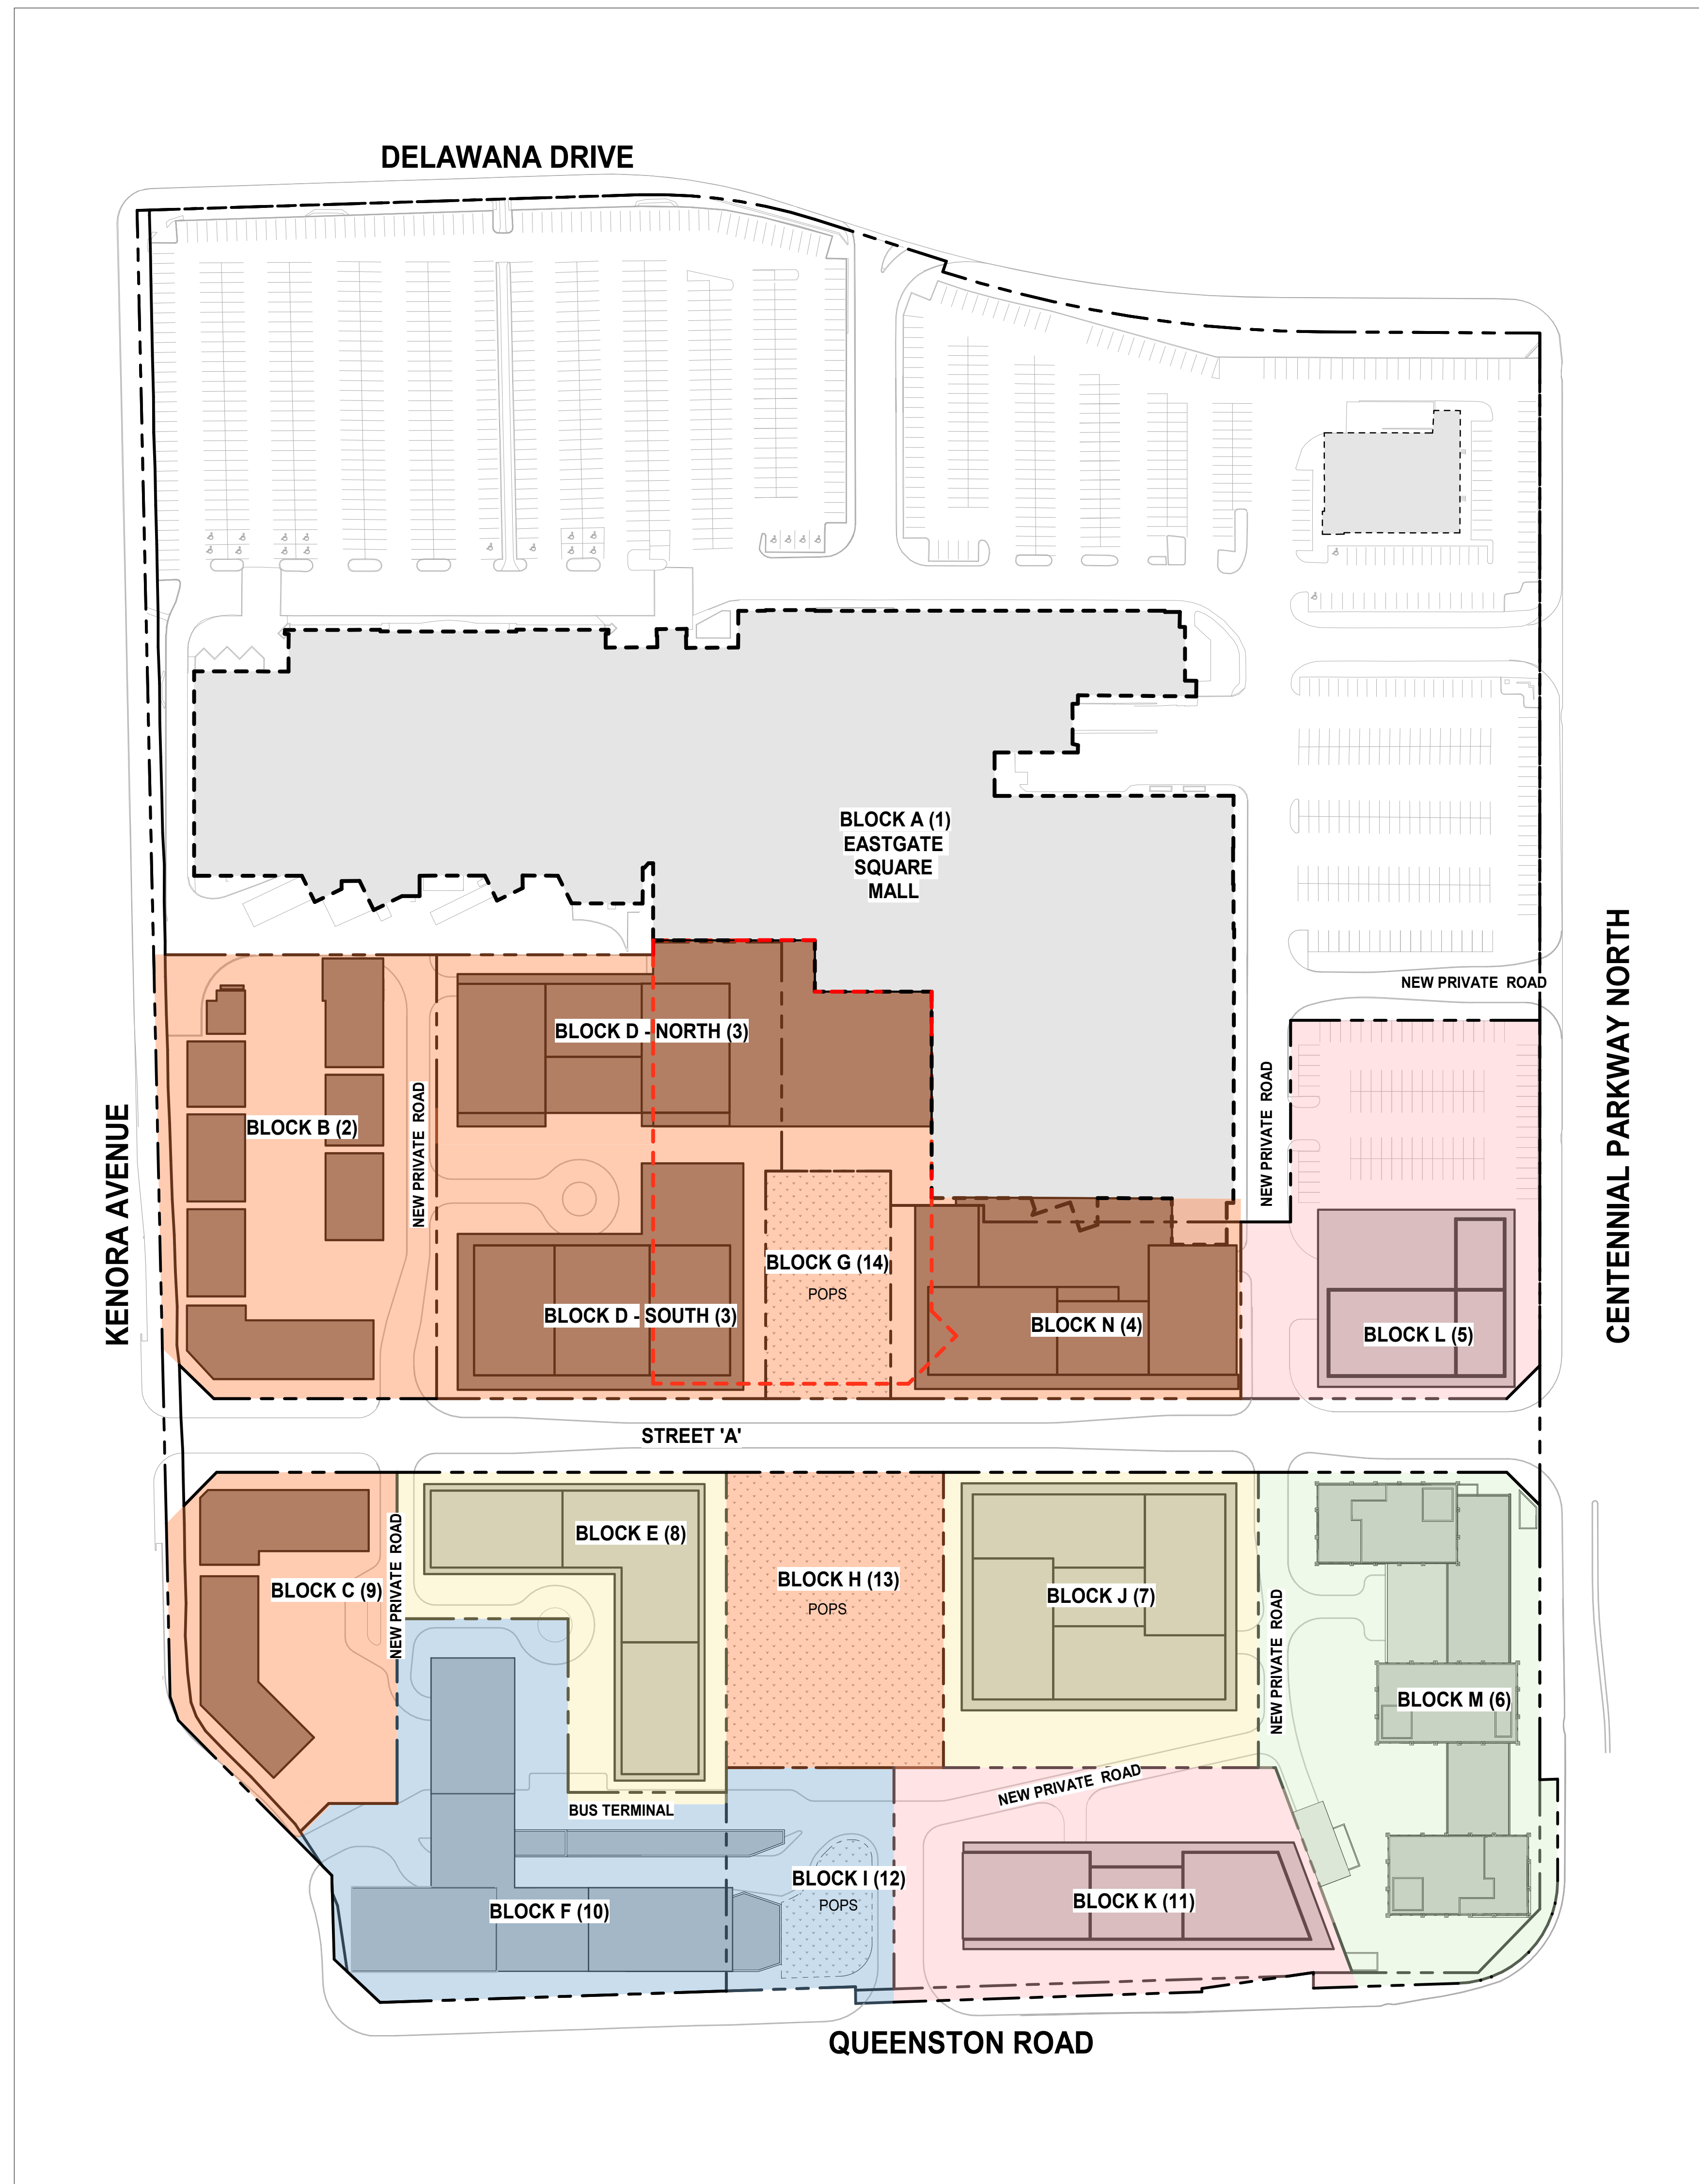 DELAWANA DRIVE
BLOCK A (1)
EASTGATE
SQUARE
MALL
CENTENNIAL PARKWAY NORTH
NEW PRIVATE ROAD
BLOCK D - NORTH (3)
KENORA AVENUE
BLOCK B (2)
NEW PRIVATE ROAD
NEW PRIVATE ROAD
BLOCK G (14)
POPS
BLOCK D - SOUTH (3)
BLOCK N (4)
BLOCK L (5)
STREET 'A'
BLOCK E (8)
BLOCK C (9)
NEW PRIVATE ROAD
BLOCK H (13)
POPS
BLOCK J (7)
NEW PRIVATE ROAD
BLOCK M (6)
NEW PRIVATE ROAD
BUS TERMINAL
BLOCK I (12)
POPS
BLOCK F (10)
BLOCK K (11)
QUEENSTON ROAD